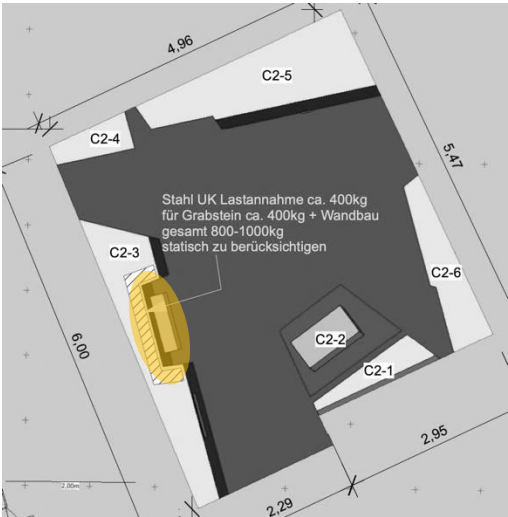 4,96
C2-5
C2-4
5,47
Stahl UK Lastannahme ca. 400kg
für Grabstein ca. 400kg + Wandbau
gesamt 800-1000kg
statisch zu berücksichtigen
C2-3
C2-6
6,00
C2-2
C2-1
2,95
2.00m
2,29